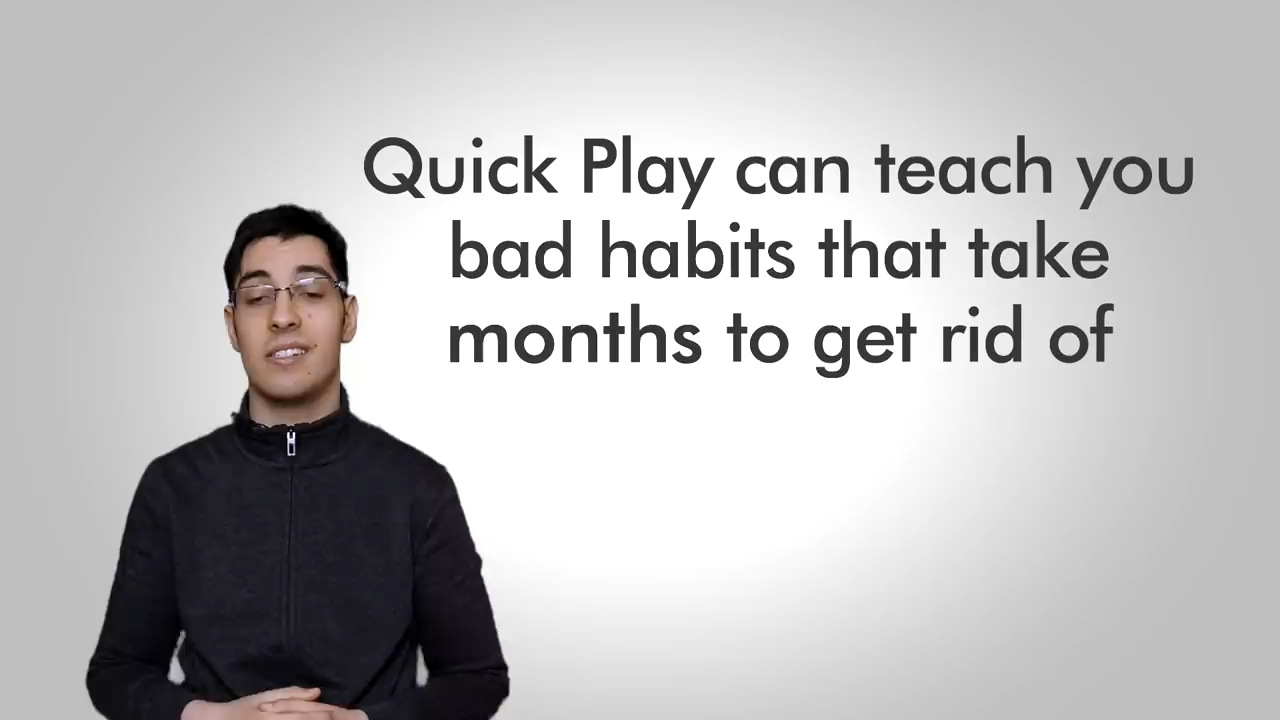 Quick Play can teach you
bad habits that take
months to get rid of